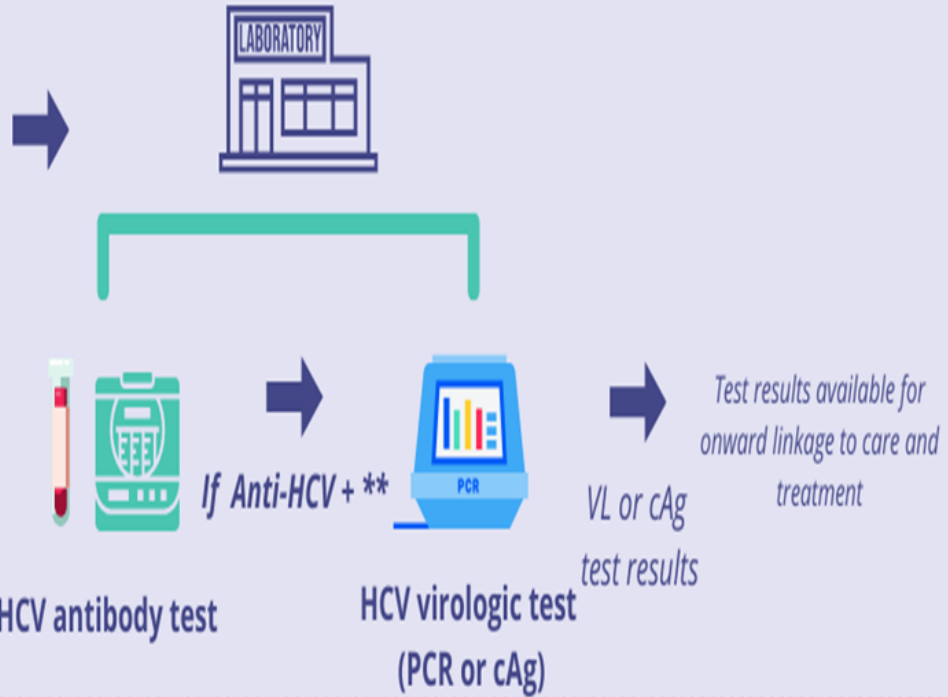 LABORATORY
If Anti-HCV + **
PCR
HCV antibody test
HCV virologic test
(PCR or cAg)
VL or cAg
test results
Test results available for
onward linkage to care and
treatment